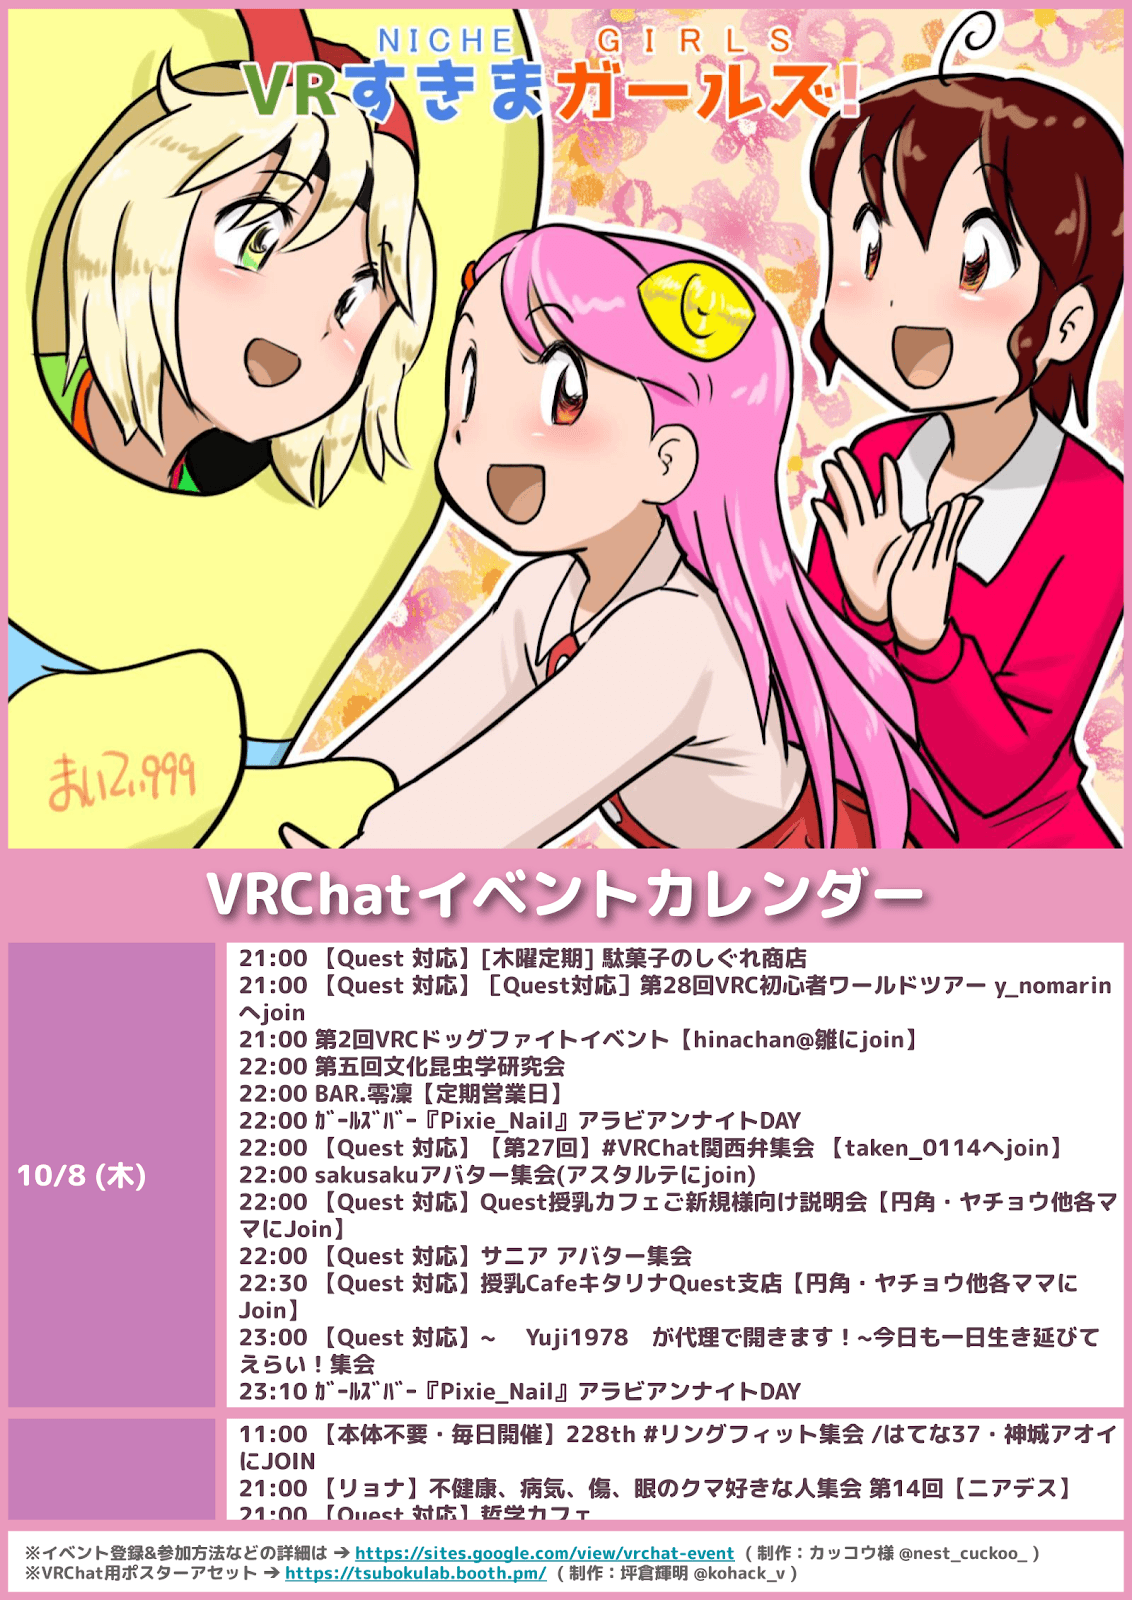 NICHE GIRLS
VRすきまガールズ!
まいてぃ999
VRChatイベントカレンダー
21:00 【Quest 対応】[木曜定期] 駄菓子のしぐれ商店
21:00 【Quest 対応】［Quest対応］第28回VRC初心者ワールドツアー y_nomarin
へjoin
21:00 第2回VRCドッグファイトイベント【hinachan@雛にjoin】
22:00 第五回文化昆虫学研究会
22:00 BAR.零凜【定期営業日】
22:00 ｶﾞｰﾙｽﾞﾊﾞｰ『Pixie_Nail』アラビアンナイトDAY
10/8 (木)
22:00 【Quest 対応】【第27回】#VRChat関西弁集会 【taken_0114へjoin】
22:00 sakusakuアバター集会(アスタルテにjoin)
22:00 【Quest 対応】Quest授乳カフェご新規様向け説明会【円角・ヤチョウ他各マ
マにJoin】
22:00 【Quest 対応】サニア アバター集会
22:30 【Quest 対応】授乳CafeキタリナQuest支店【円角・ヤチョウ他各ママに
Join】
23:00 【Quest 対応】~　Yuji1978　が代理で開きます！~今日も一日生き延びて
えらい！集会
23:10 ｶﾞｰﾙｽﾞﾊﾞｰ『Pixie_Nail』アラビアンナイトDAY
11:00 【本体不要・毎日開催】228th #リングフィット集会 /はてな37・神城アオイ
にJOIN
21:00 【リョナ】不健康、病気、傷、眼のクマ好きな人集会 第14回【ニアデス】
21:00 【Quest 対応】哲学カフェ
※イベント登録&参加方法などの詳細は → https://sites.google.com/view/vrchat-event （制作：カッコウ様 @nest_cuckoo_ ）
※VRChat用ポスターアセット → https://tsubokulab.booth.pm/ （制作：坪倉輝明 @kohack_v ）